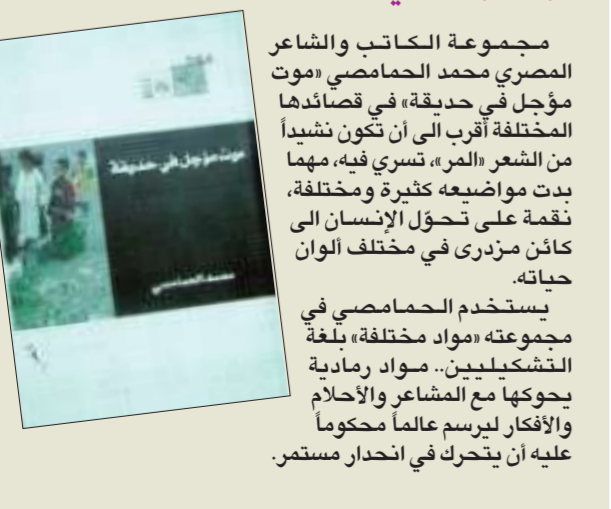 مجموعة الكاتب والشاعر
المصري محمد الحمامصي «موت
مؤجل في حديقة» في قصائدها
المختلفة أقرب الى أن تكون نشيداً
من الشعر «المر»، تسري فيه، مهما
بدت مواضيعه كثيرة ومختلفة،
نقمة على تحوّل الإنسان الى
كائن مزدرى في مختلف ألوان
حياته.
يستخدم الحمامصي في
مجموعته «مواد مختلفة» بلغة
التشكيليين.. مواد رمادية
يحوكها مع المشاعر والأحلام
والأفكار ليرسم عالماً محكوماً
عليه أن يتحرك في انحدار مستمر.
موت مؤجل في حديقة
محمد الحمامصي